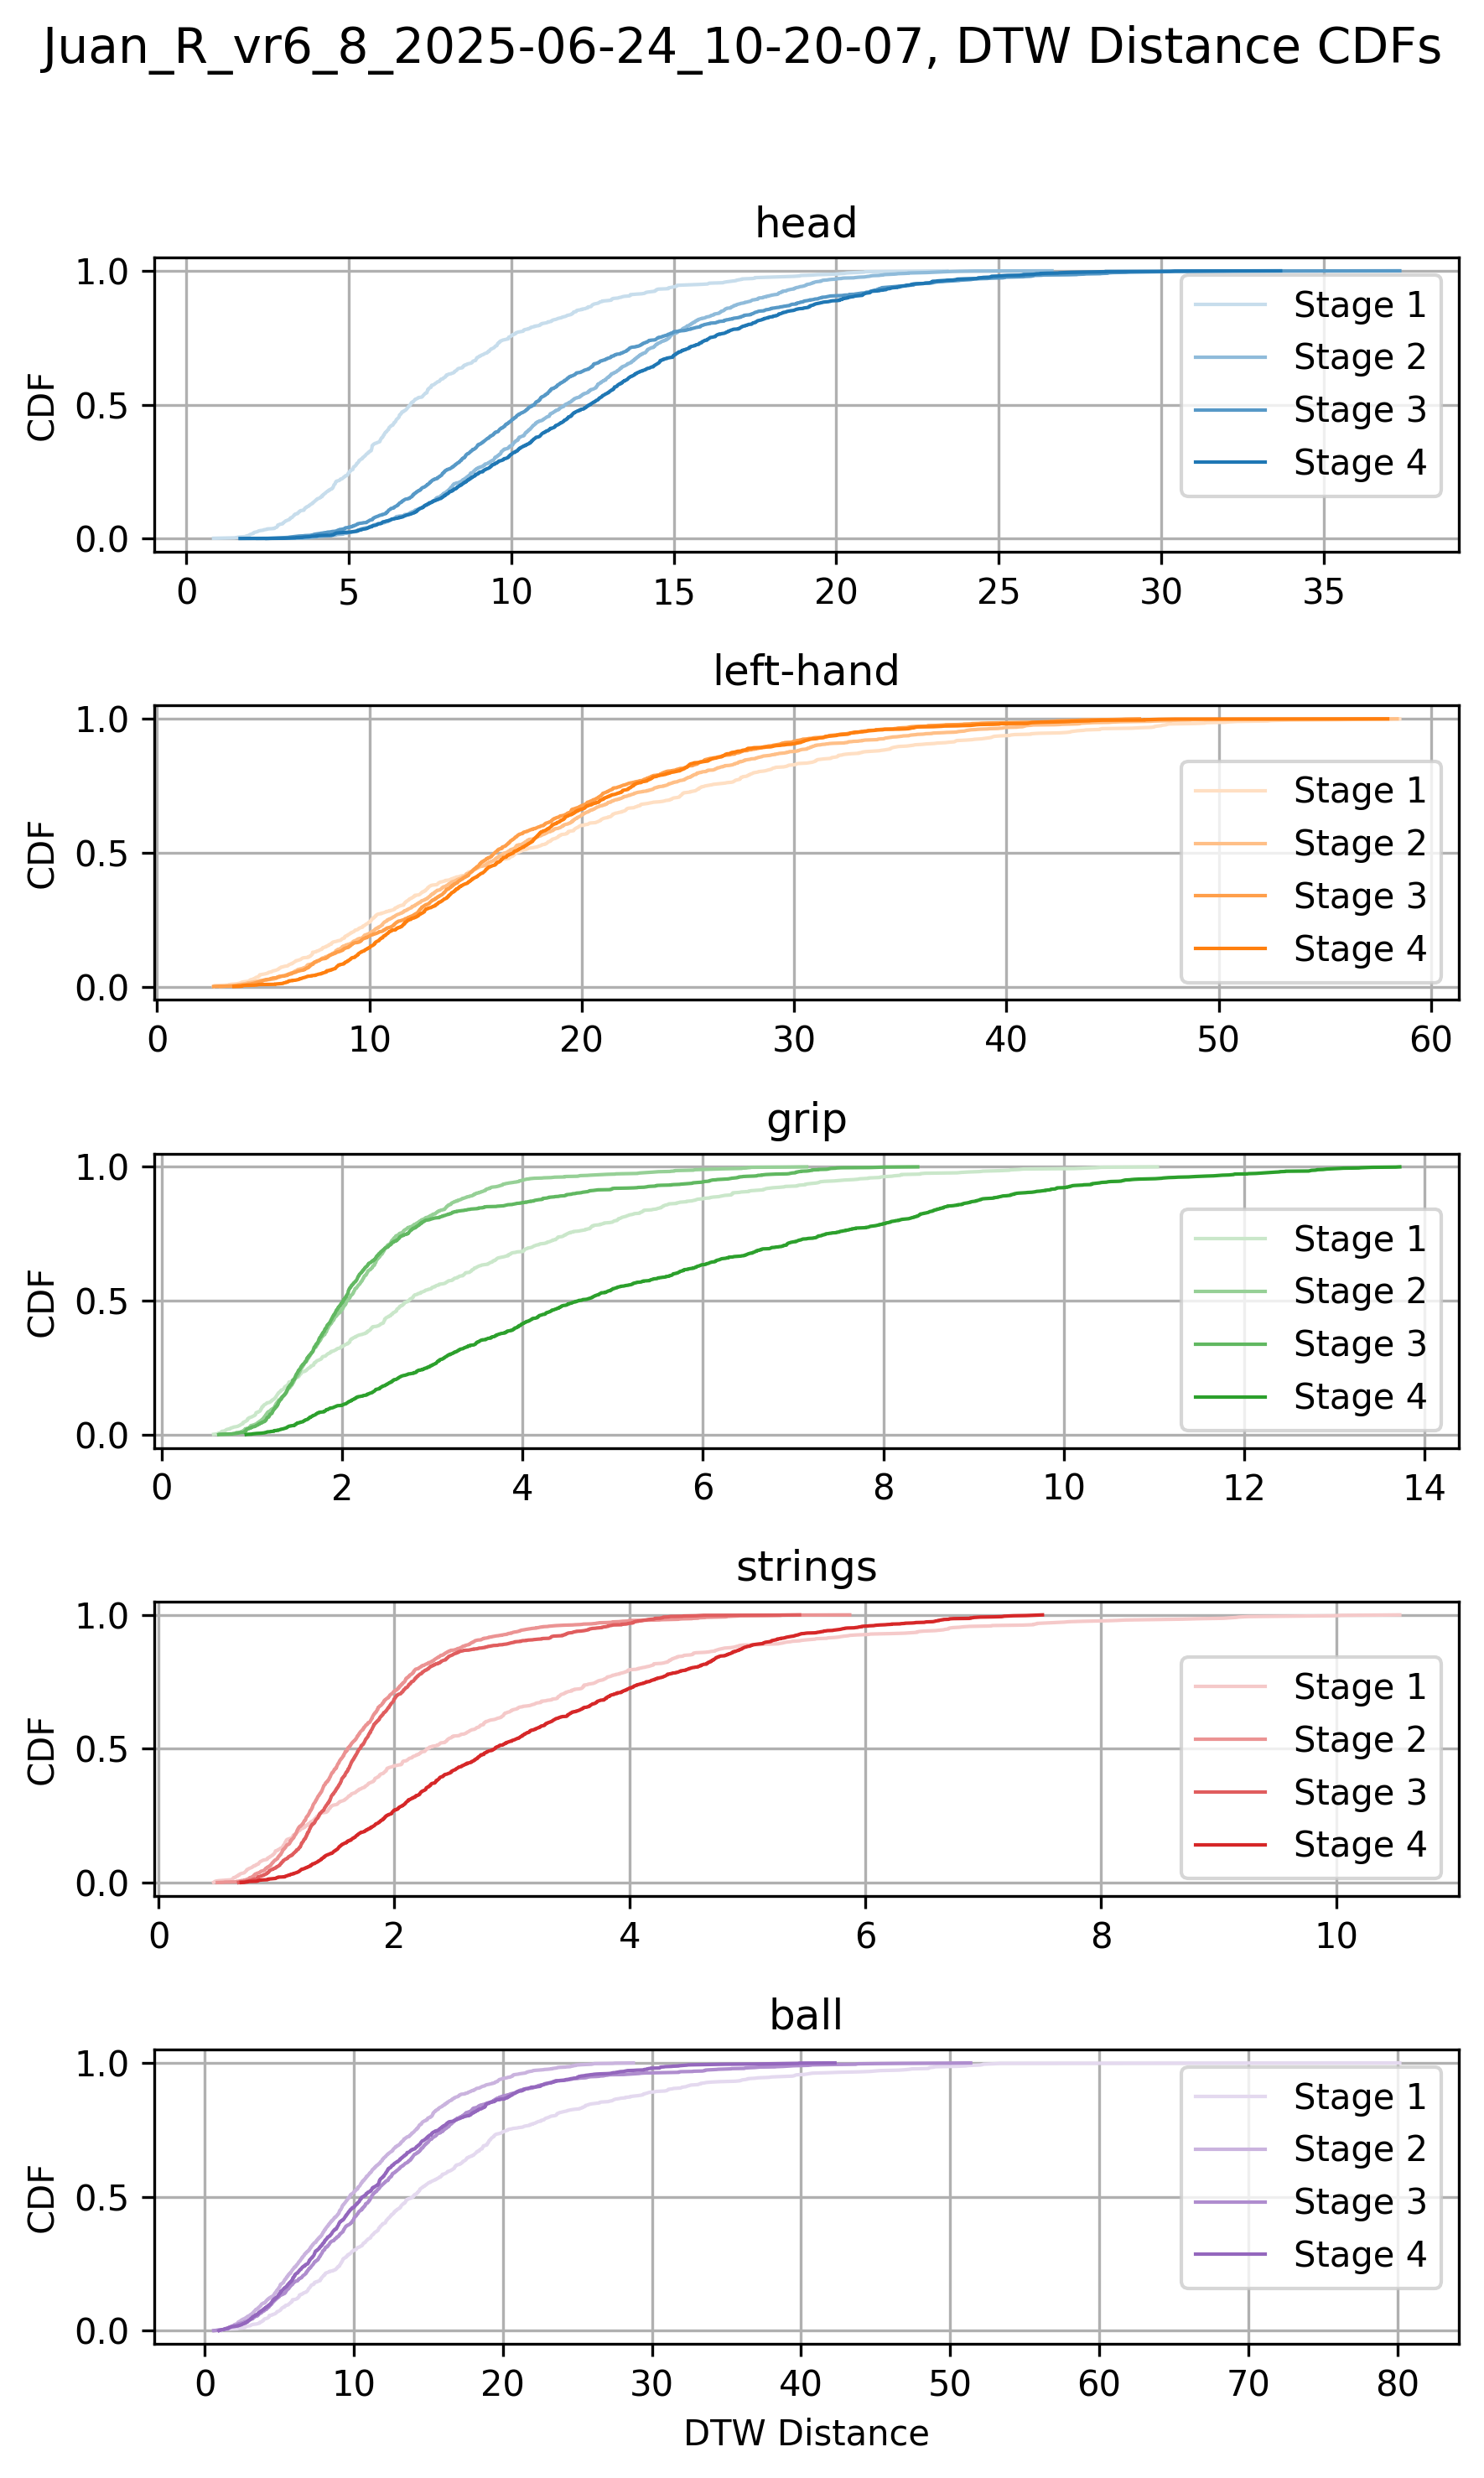 Juan_R_vr6_8_2025-06-24_10-20-07, DTW Distance CDFs
head
CDF
1.0
0.5
0.0
Stage 1
Stage 2
Stage 3
Stage 4
0 5 10 15 20 25 30 35
left-hand
CDF
1.0
0.5
0.0
Stage 1
Stage 2
Stage 3
Stage 4
0 10 20 30 40 50 60
grip
CDF
1.0
0.5
0.0
Stage 1
Stage 2
Stage 3
Stage 4
0 2 4 6 8 10 12 14
strings
CDF
1.0
0.5
0.0
Stage 1
Stage 2
Stage 3
Stage 4
0 2 4 6 8 10
ball
CDF
1.0
0.5
0.0
Stage 1
Stage 2
Stage 3
Stage 4
0 10 20 30 40 50 60 70 80
DTW Distance